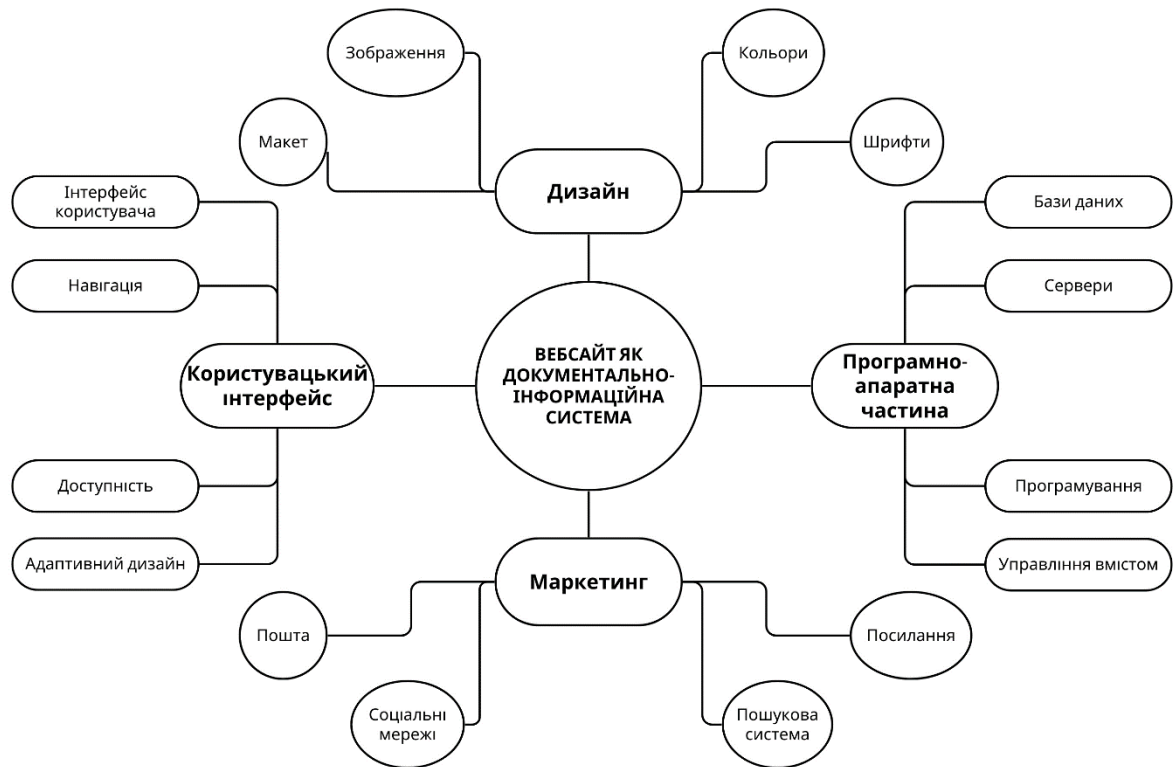 Зображення
Кольори
Макет
Шрифти
Дизайн
Інтерфейс
користувача
Бази даних
Навігація
Сервери
Користувацький
інтерфейс
ВЕБСАЙТ ЯК
ДОКУМЕНТАЛЬНО-
ІНФОРМАЦІЙНА
СИСТЕМА
Програмно-
апаратна
частина
Доступність
Програмування
Адаптивний дизайн
Управління вмістом
Маркетинг
Пошта
Посилання
Соціальні
мережі
Пошукова
система